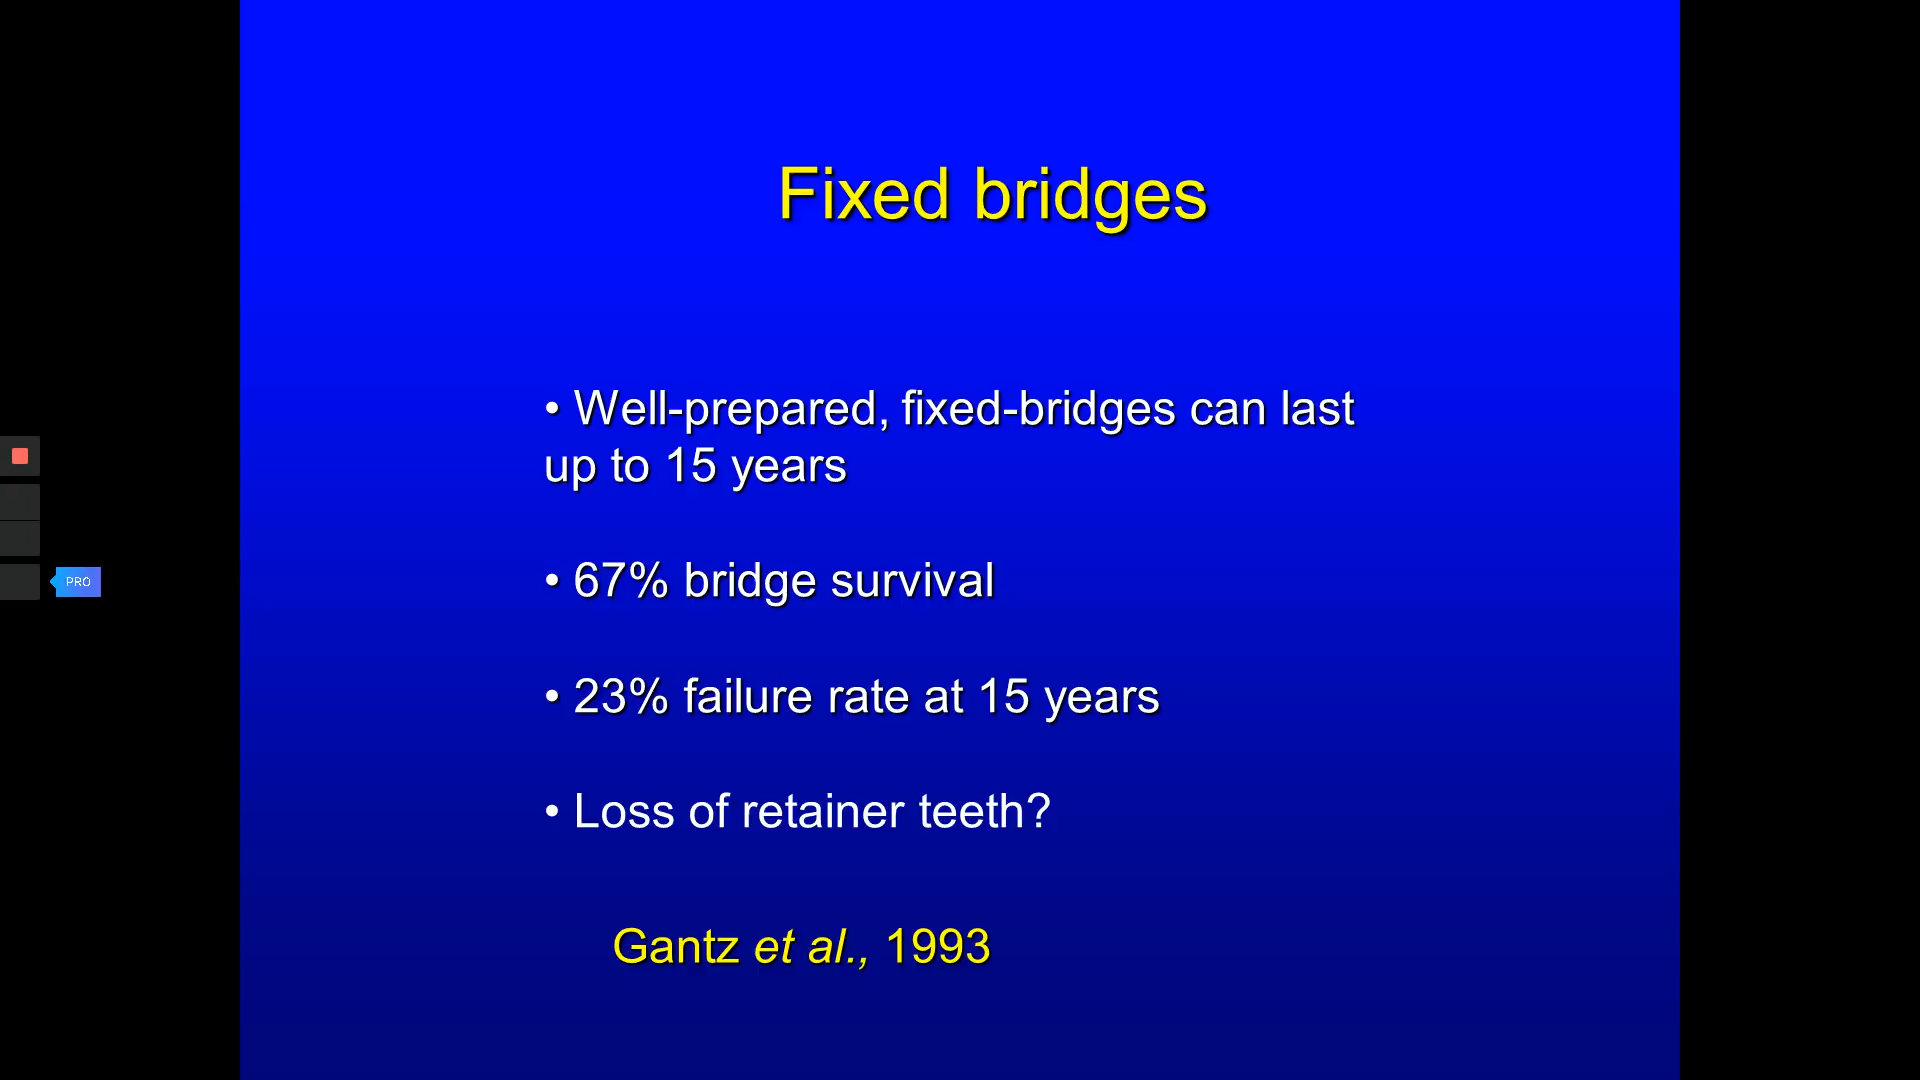 Fixed bridges
• Well-prepared, fixed-bridges can last
up to 15 years
• 67% bridge survival
• 23% failure rate at 15 years
• Loss of retainer teeth?
Gantz et al., 1993
PRO